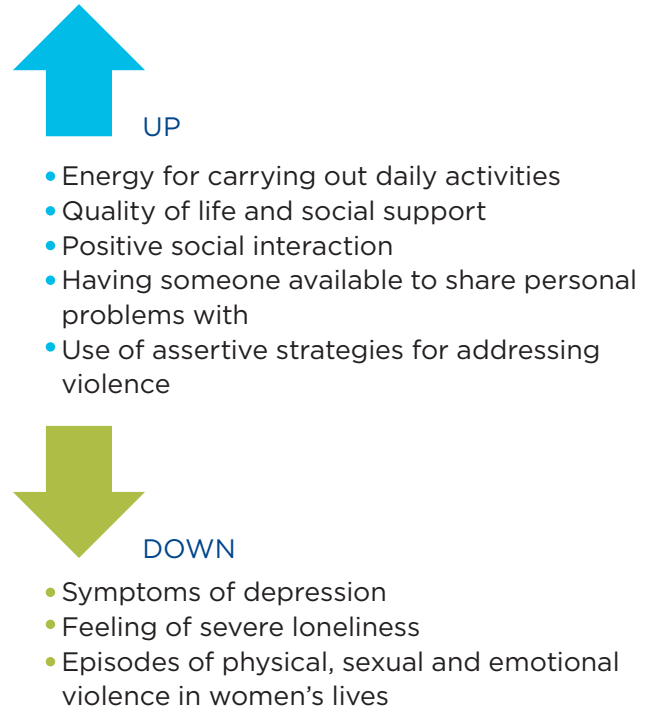 UP
• Energy for carrying out daily activities
• Quality of life and social support
• Positive social interaction
• Having someone available to share personal
problems with
• Use of assertive strategies for addressing
violence
DOWN
• Symptoms of depression
• Feeling of severe loneliness
• Episodes of physical, sexual and emotional
violence in women’s lives